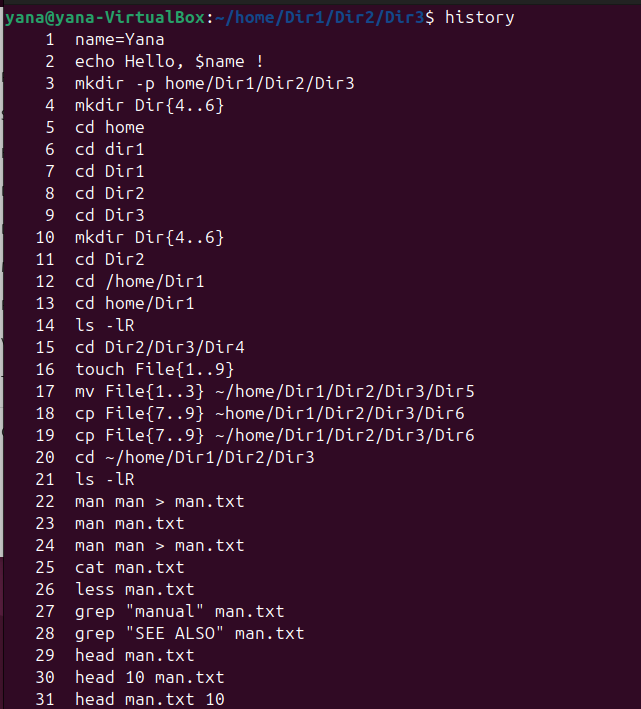 yana@yana-VirtualBox:~/home/Dir1/Dir2/Dir3$ history
1 name=Yana
2 echo Hello, $name !
3 mkdir -p home/Dir1/Dir2/Dir3
4 mkdir Dir{4..6}
5 cd home
6 cd dir1
7 cd Dir1
8 cd Dir2
9 cd Dir3
10 mkdir Dir{4..6}
11 cd Dir2
12 cd /home/Dir1
13 cd home/Dir1
14 ls -lR
15 cd Dir2/Dir3/Dir4
16 touch File{1..9}
17 mv File{1..3} ~/home/Dir1/Dir2/Dir3/Dir5
18 cp File{7..9} ~home/Dir1/Dir2/Dir3/Dir6
19 cp File{7..9} ~/home/Dir1/Dir2/Dir3/Dir6
20 cd ~/home/Dir1/Dir2/Dir3
21 ls -lR
22 man man > man.txt
23 man man.txt
24 man man > man.txt
25 cat man.txt
26 less man.txt
27 grep "manual" man.txt
28 grep "SEE ALSO" man.txt
29 head man.txt
30 head 10 man.txt
31 head man.txt 10